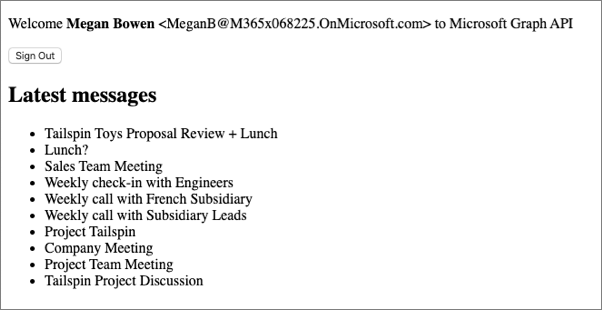 Welcome Megan Bowen <MeganB@M365x068225.OnMicrosoft.com> to Microsoft Graph API
Sign Out
Latest messages
• Tailspin Toys Proposal Review + Lunch
• Lunch?
• Sales Team Meeting
• Weekly check-in with Engineers
• Weekly call with French Subsidiary
• Weekly call with Subsidiary Leads
• Project Tailspin
• Company Meeting
• Project Team Meeting
• Tailspin Project Discussion